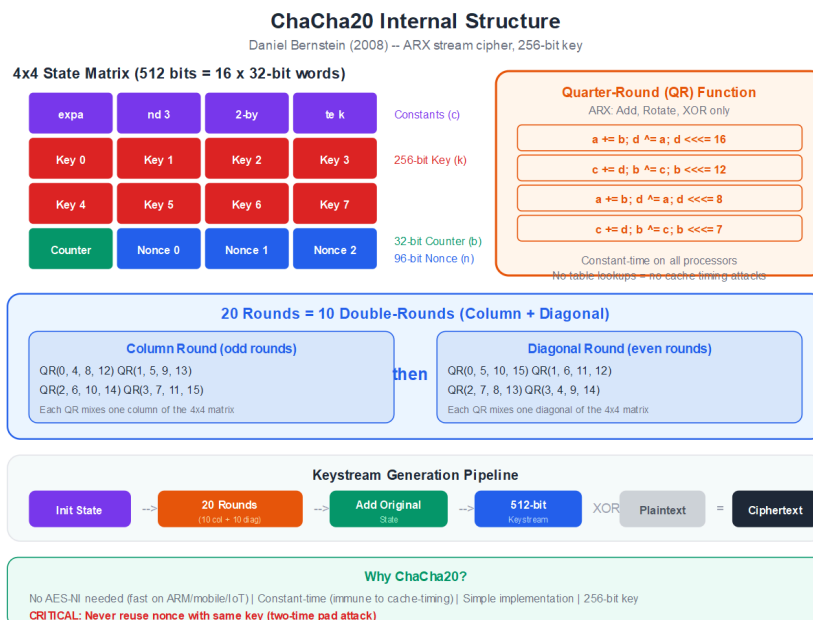 ChaCha20 Internal Structure
Daniel Bernstein (2008) -- ARX stream cipher, 256-bit key
4x4 State Matrix (512 bits = 16 x 32-bit words)
expa nd 3 2-by te k Constants (c)
Key 0 Key 1 Key 2 Key 3 256-bit Key (k)
Key 4 Key 5 Key 6 Key 7
Counter Nonce 0 Nonce 1 Nonce 2 32-bit Counter (b)
96-bit Nonce (n)
Quarter-Round (QR) Function
ARX: Add, Rotate, XOR only
a += b; d ^= a; d <<<= 16
c += d; b ^= c; b <<<= 12
a += b; d ^= a; d <<<= 8
c += d; b ^= c; b <<<= 7
Constant-time on all processors
No table lookups = no cache timing attacks
20 Rounds = 10 Double-Rounds (Column + Diagonal)
Column Round (odd rounds)
QR(0, 4, 8, 12) QR(1, 5, 9, 13)
QR(2, 6, 10, 14) QR(3, 7, 11, 15)
Each QR mixes one column of the 4x4 matrix
then
Diagonal Round (even rounds)
QR(0, 5, 10, 15) QR(1, 6, 11, 12)
QR(2, 7, 8, 13) QR(3, 4, 9, 14)
Each QR mixes one diagonal of the 4x4 matrix
Keystream Generation Pipeline
Init State --> 20 Rounds --> Add Original --> 512-bit XOR Plaintext = Ciphertext
(10 col + 10 diag) State Keystream
Why ChaCha20?
No AES-NI needed (fast on ARM/mobile/IoT) | Constant-time (immune to cache-timing) | Simple implementation | 256-bit key
CRITICAL: Never reuse nonce with same key (two-time pad attack)